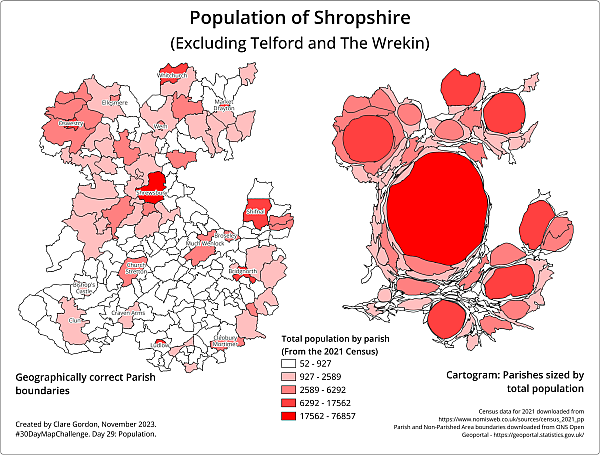 Population of Shropshire
(Excluding Telford and The Wrekin)
Whitchurch
Ellesmere
Market
Drayton
Oswestry
Wem
Shrewsbury
Shifnal
Broseley
Much Wenlock
Church
Stretton
Bridgnorth
Bishop's
Castle
Clun
Craven Arms
Ludlow
Cleobury
Mortimer
Total population by parish
(From the 2021 Census)
52 - 927
927 - 2589
2589 - 6292
6292 - 17562
17562 - 76857
Geographically correct Parish
boundaries
Cartogram: Parishes sized by
total population
Created by Clare Gordon, November 2023.
#30DayMapChallenge. Day 29: Population.
Census data for 2021 downloaded from
https://www.nomisweb.co.uk/sources/census_2021_pp
Parish and Non-Parished Area boundaries downloaded from ONS Open
Geoportal - https://geoportal.statistics.gov.uk/